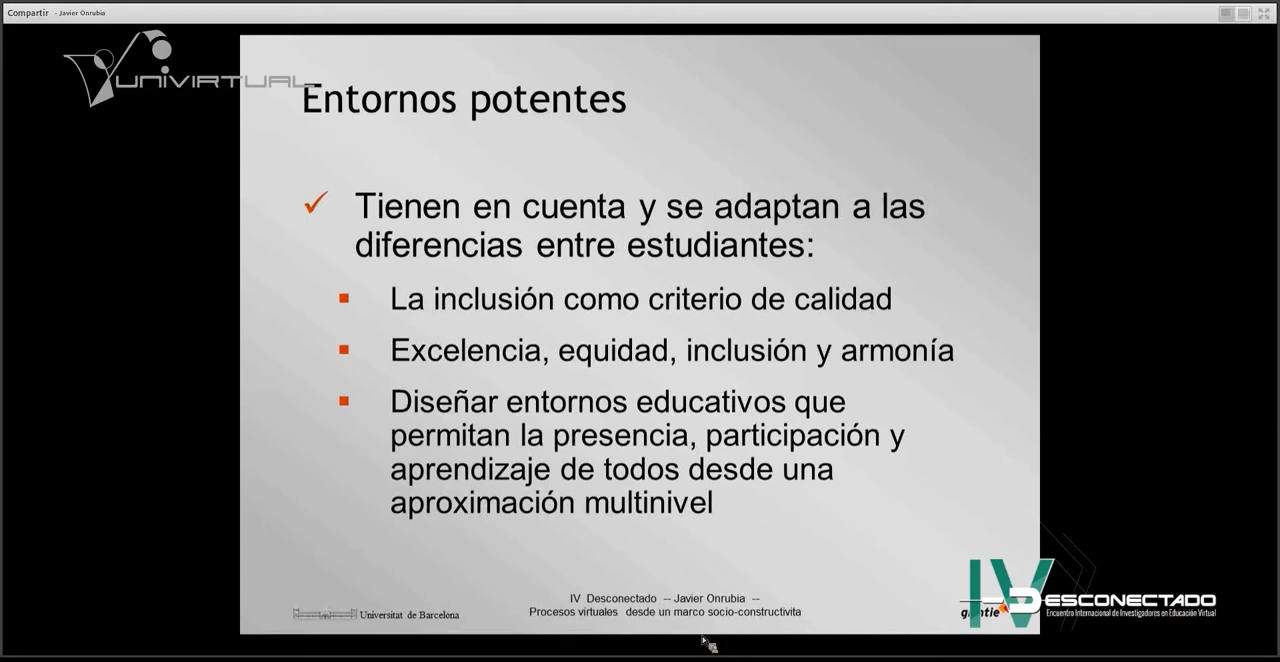 Compartir - Javier Onrubia
UNIVIRTUAL
Entornos potentes
Tienen en cuenta y se adaptan a las
diferencias entre estudiantes:
La inclusión como criterio de calidad
Excelencia, equidad, inclusión y armonía
Diseñar entornos educativos que
permitan la presencia, participación y
aprendizaje de todos desde una
aproximación multinivel
Universitat de Barcelona
IV Desconectado -- Javier Onrubia --
Procesos virtuales desde un marco socio-constructivita
IV DESCONECTADO
Encuentro Internacional de Investigadores en Educación Virtual